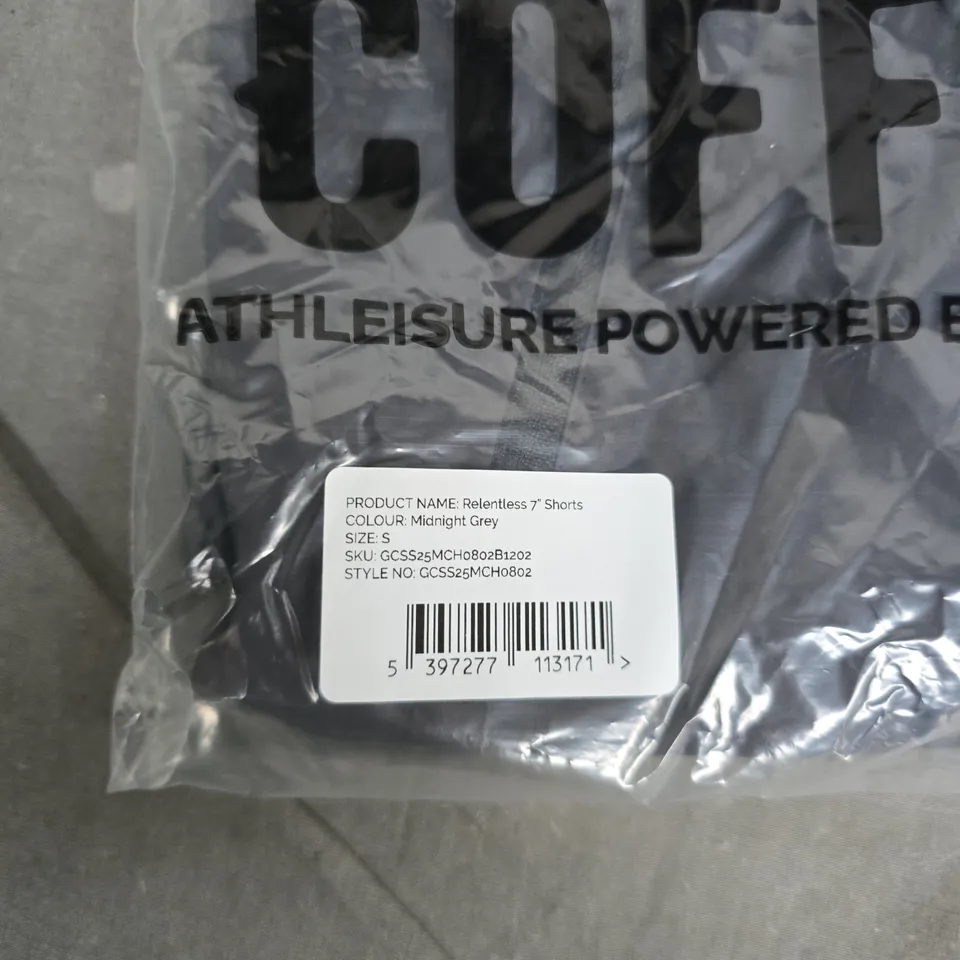 COFF
ATHLEISURE POWERED B
PRODUCT NAME: Relentless 7" Shorts
COLOUR: Midnight Grey
SIZE: S
SKU: GCSS25MCH0802B1202
STYLE NO: GCSS25MCH0802
5 397277 113171 >